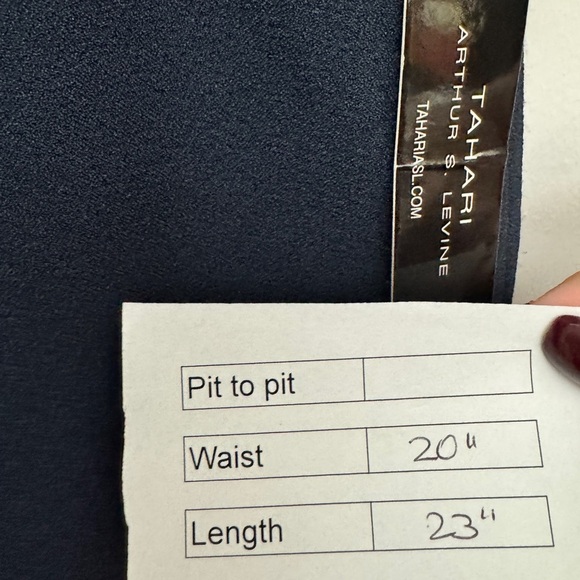 TAHARI
ARTHUR S. LEVINE
TAHARIASL.COM
Pit to pit
Waist 20"
Length 23"